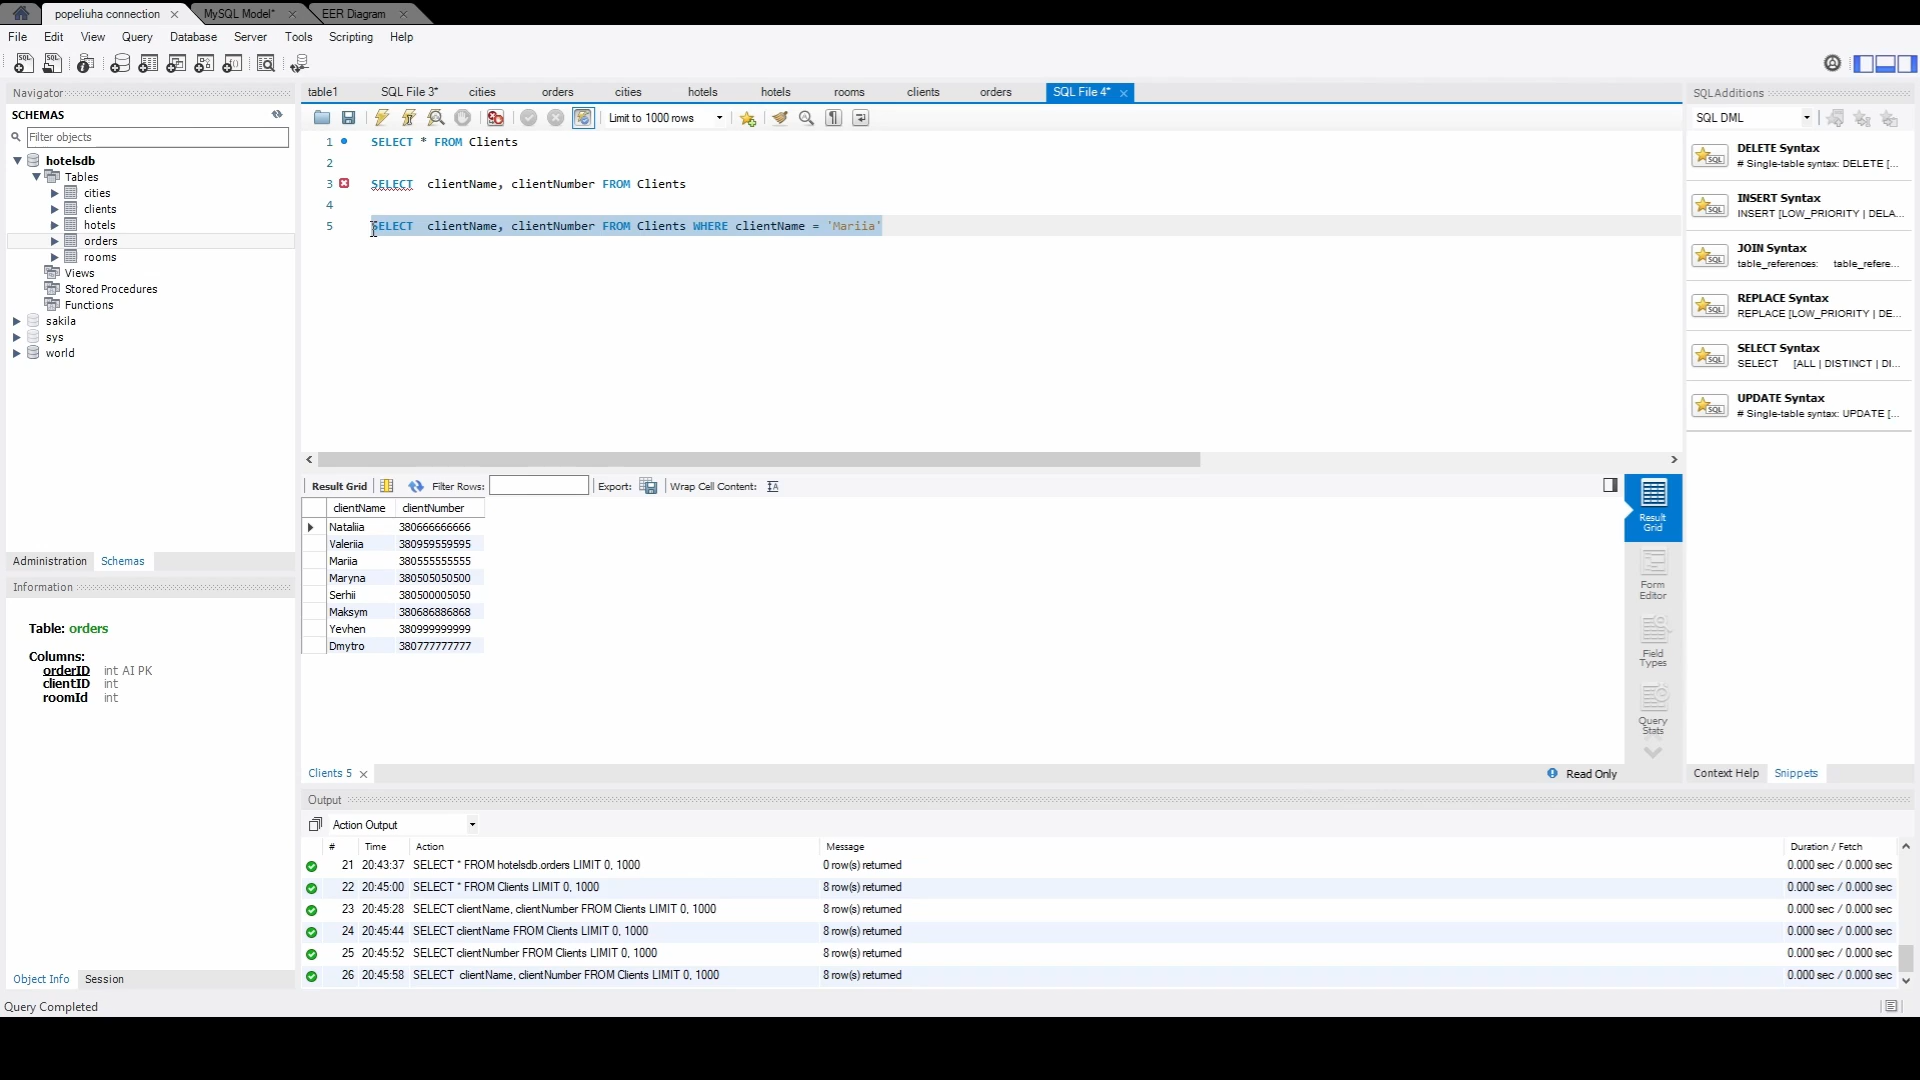 popeliuha connection
MySQL Model*
EER Diagram
File Edit View Query Database Server Tools Scripting Help
Navigator
SCHEMAS
Filter objects
hotelsdb
Tables
cities
clients
hotels
orders
rooms
Views
Stored Procedures
Functions
sakila
sys
world
Administration Schemas
Information
Table: orders
Columns:
orderID int AI PK
clientID int
roomId int
Object Info Session
table1 SQL File 3* cities orders cities hotels hotels rooms clients orders SQL File 4*
Limit to 1000 rows
1 SELECT * FROM Clients
2
3 SELECT  clientName, clientNumber FROM Clients
4
5 SELECT  clientName, clientNumber FROM Clients WHERE clientName = 'Mariia'
Result Grid Filter Rows: Export: Wrap Cell Content:
clientName clientNumber
Nataliia 380666666666
Valeriia 380959559595
Mariia 380555555555
Maryna 380505050500
Serhii 380500005050
Maksym 380686886868
Yevhen 380999999999
Dmytro 380777777777
Result
Grid
Form
Editor
Field
Types
Query
Stats
Clients 5
Read Only
Output
Action Output
# Time Action Message Duration / Fetch
21 20:43:37 SELECT * FROM hotelsdb.orders LIMIT 0, 1000 0 row(s) returned 0.000 sec / 0.000 sec
22 20:45:00 SELECT * FROM Clients LIMIT 0, 1000 8 row(s) returned 0.000 sec / 0.000 sec
23 20:45:28 SELECT clientName, clientNumber FROM Clients LIMIT 0, 1000 8 row(s) returned 0.000 sec / 0.000 sec
24 20:45:44 SELECT clientName FROM Clients LIMIT 0, 1000 8 row(s) returned 0.000 sec / 0.000 sec
25 20:45:52 SELECT clientNumber FROM Clients LIMIT 0, 1000 8 row(s) returned 0.000 sec / 0.000 sec
26 20:45:58 SELECT  clientName, clientNumber FROM Clients LIMIT 0, 1000 8 row(s) returned 0.000 sec / 0.000 sec
SQLAdditions
SQL DML
DELETE Syntax
# Single-table syntax: DELETE [...
INSERT Syntax
INSERT [LOW_PRIORITY | DELA...
JOIN Syntax
table_references: table_refere...
REPLACE Syntax
REPLACE [LOW_PRIORITY | DE...
SELECT Syntax
SELECT [ALL | DISTINCT | DI...
UPDATE Syntax
# Single-table syntax: UPDATE [...
Context Help Snippets
Query Completed